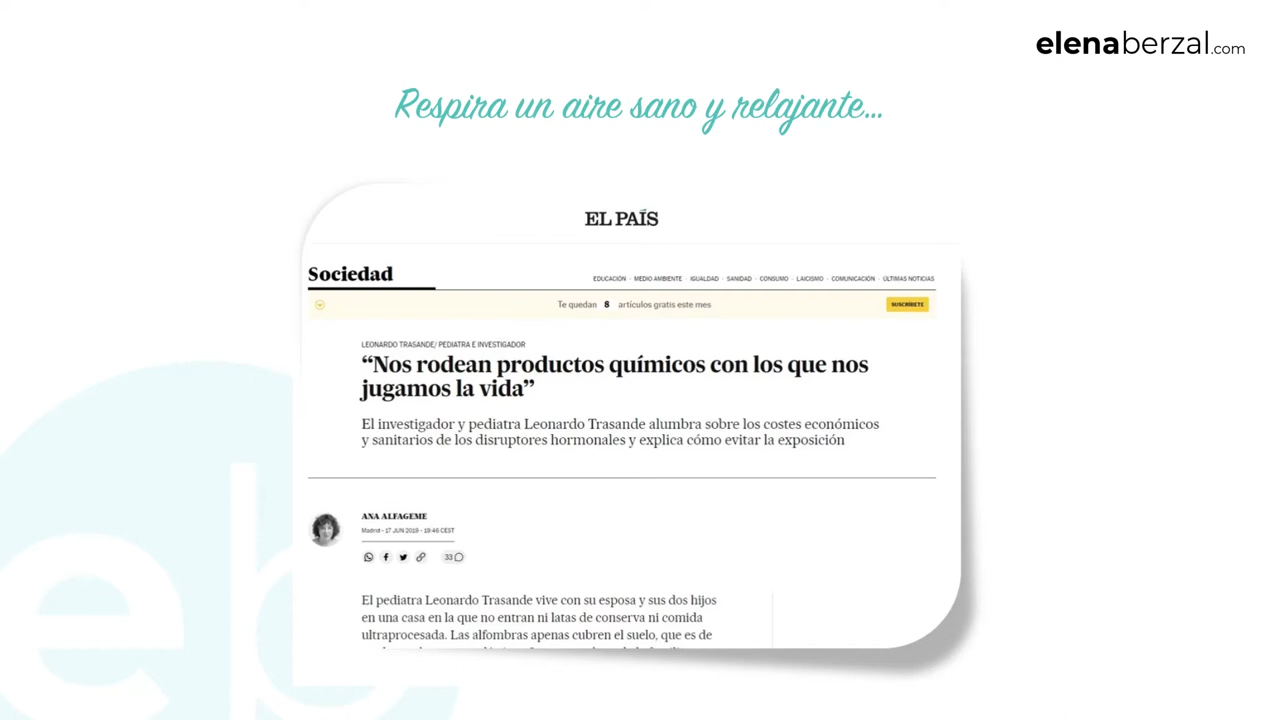 elenaberzal.com
Respira un aire sano y relajante...
EL PAÍS
Sociedad
EDUCACIÓN · MEDIO AMBIENTE · IGUALDAD · SANIDAD · CONSUMO · LAICISMO · COMUNICACIÓN · ÚLTIMAS NOTICIAS
Te quedan 8 artículos gratis este mes
SUSCRÍBETE
LEONARDO TRASANDE/ PEDIATRA E INVESTIGADOR
“Nos rodean productos químicos con los que nos
jugamos la vida”
El investigador y pediatra Leonardo Trasande alumbra sobre los costes económicos
y sanitarios de los disruptores hormonales y explica cómo evitar la exposición
ANA ALFAGEME
Madrid - 17 JUN 2019 - 19:46 CEST
33
El pediatra Leonardo Trasande vive con su esposa y sus dos hijos
en una casa en la que no entran ni latas de conserva ni comida
ultraprocesada. Las alfombras apenas cubren el suelo, que es de
eb